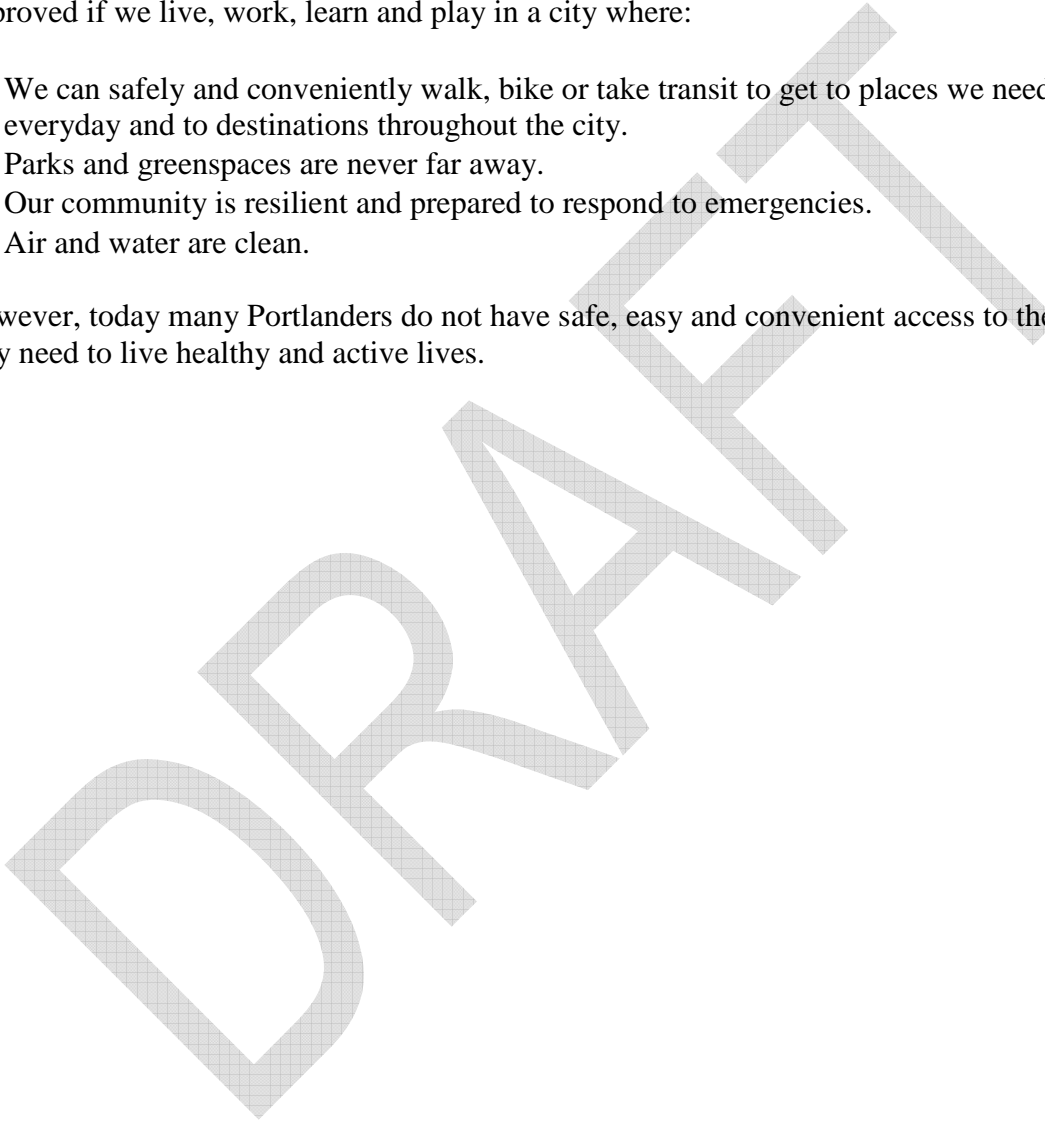 proved if we live, work, learn and play in a city where:
We can safely and conveniently walk, bike or take transit to get to places we need
everyday and to destinations throughout the city.
Parks and greenspaces are never far away.
Our community is resilient and prepared to respond to emergencies.
Air and water are clean.
wever, today many Portlanders do not have safe, easy and convenient access to the
y need to live healthy and active lives.
DRAFT